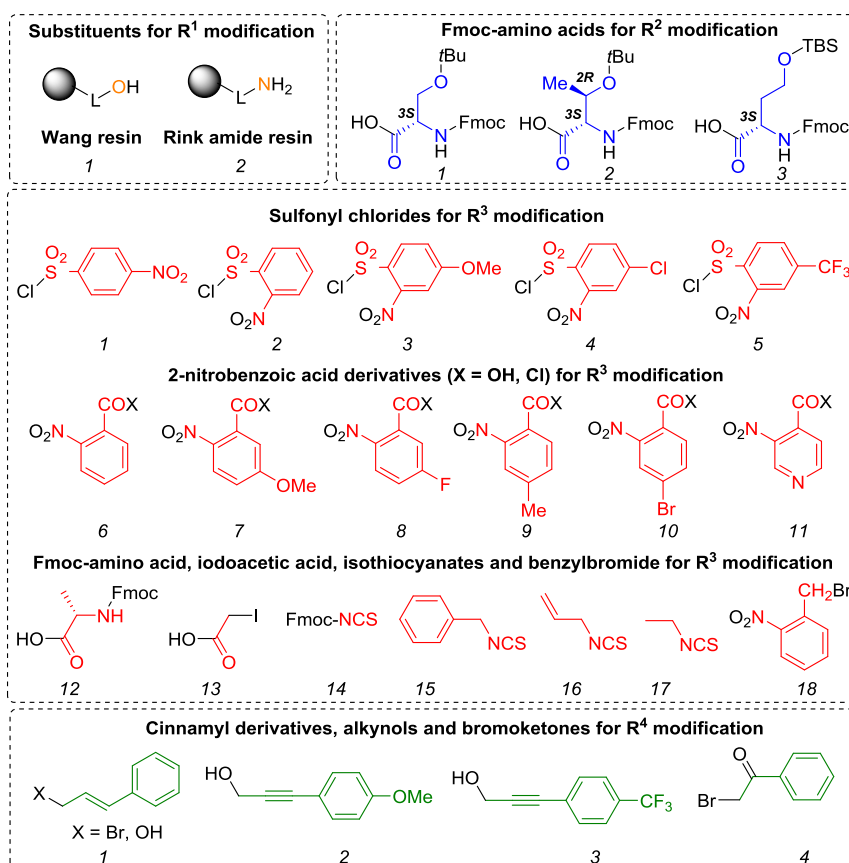 Substituents for R¹ modification
L OH
Wang resin
1
L NH₂
Rink amide resin
2
Fmoc-amino acids for R² modification
tBu
O
3S
HO
O
N
H
Fmoc
1
tBu
Me 2R O
3S
HO
O
N
H
Fmoc
2
OTBS
3S
HO
O
N
H
Fmoc
3
Sulfonyl chlorides for R³ modification
O₂
S
Cl
NO₂
1
O₂
S
Cl
O₂N
2
O₂
S
OMe
Cl
O₂N
3
O₂
S
Cl
Cl
O₂N
4
O₂
S
CF₃
Cl
O₂N
5
2-nitrobenzoic acid derivatives (X = OH, Cl) for R³ modification
COX
O₂N
6
COX
O₂N
OMe
7
COX
O₂N
F
8
COX
O₂N
Me
9
COX
O₂N
Br
10
COX
O₂N
N
11
Fmoc-amino acid, iodoacetic acid, isothiocyanates and benzylbromide for R³ modification
Fmoc
NH
HO
O
12
I
HO
O
13
Fmoc-NCS
14
NCS
15
NCS
16
NCS
17
CH₂Br
O₂N
18
Cinnamyl derivatives, alkynols and bromoketones for R⁴ modification
X
X = Br, OH
1
HO
OMe
2
HO
CF₃
3
O
Br
4